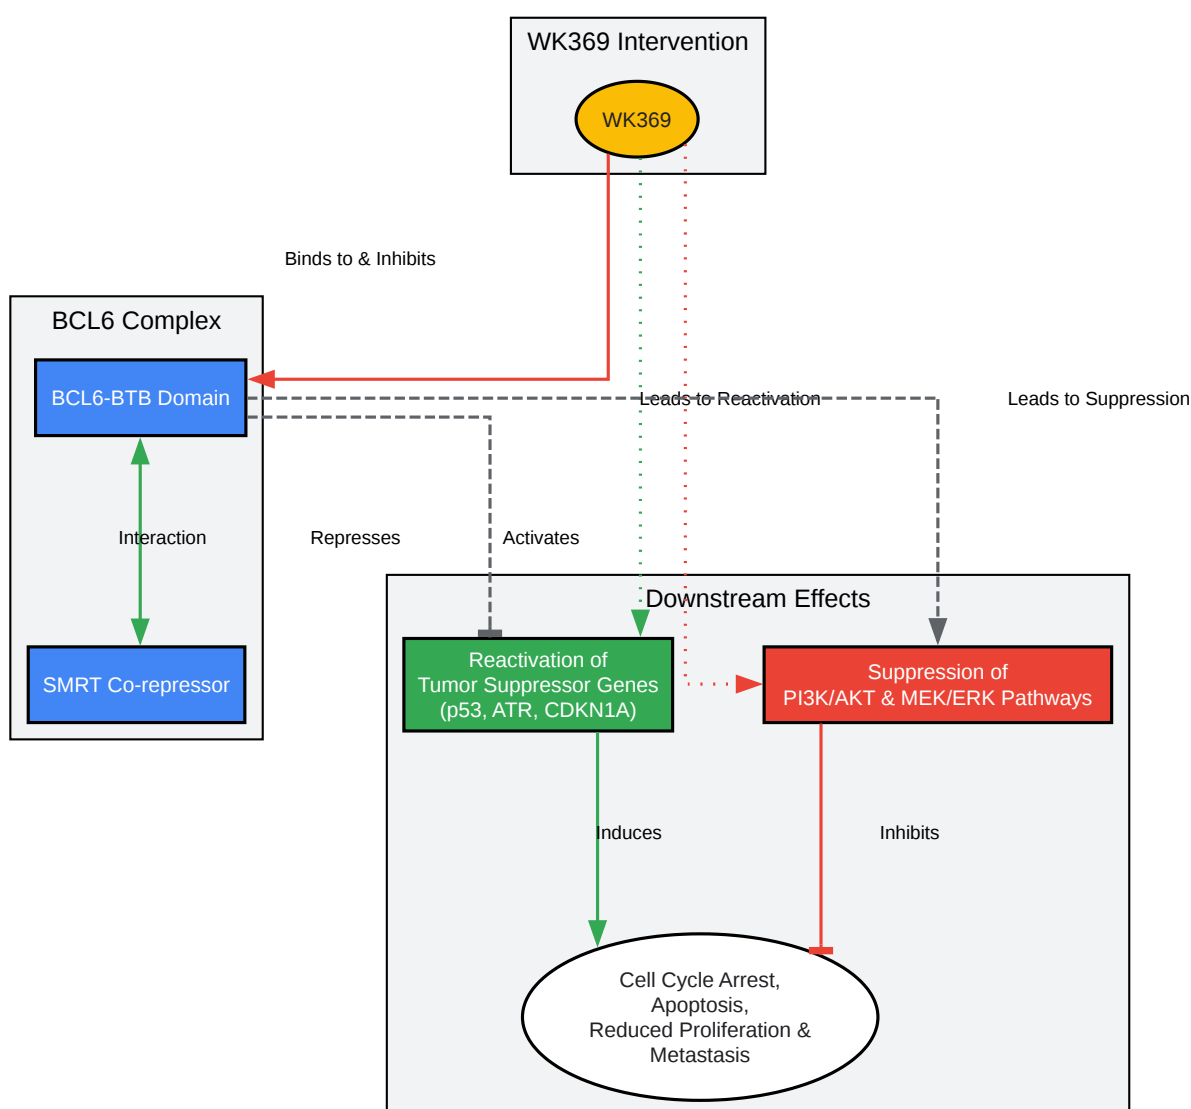 WK369 Intervention
WK369
Binds to & Inhibits
BCL6 Complex
BCL6-BTB Domain
Leads to Reactivation
Leads to Suppression
Interaction
Represses
Activates
Downstream Effects
SMRT Co-repressor
Reactivation of
Tumor Suppressor Genes
(p53, ATR, CDKN1A)
Suppression of
PI3K/AKT & MEK/ERK Pathways
Induces
Inhibits
Cell Cycle Arrest,
Apoptosis,
Reduced Proliferation &
Metastasis